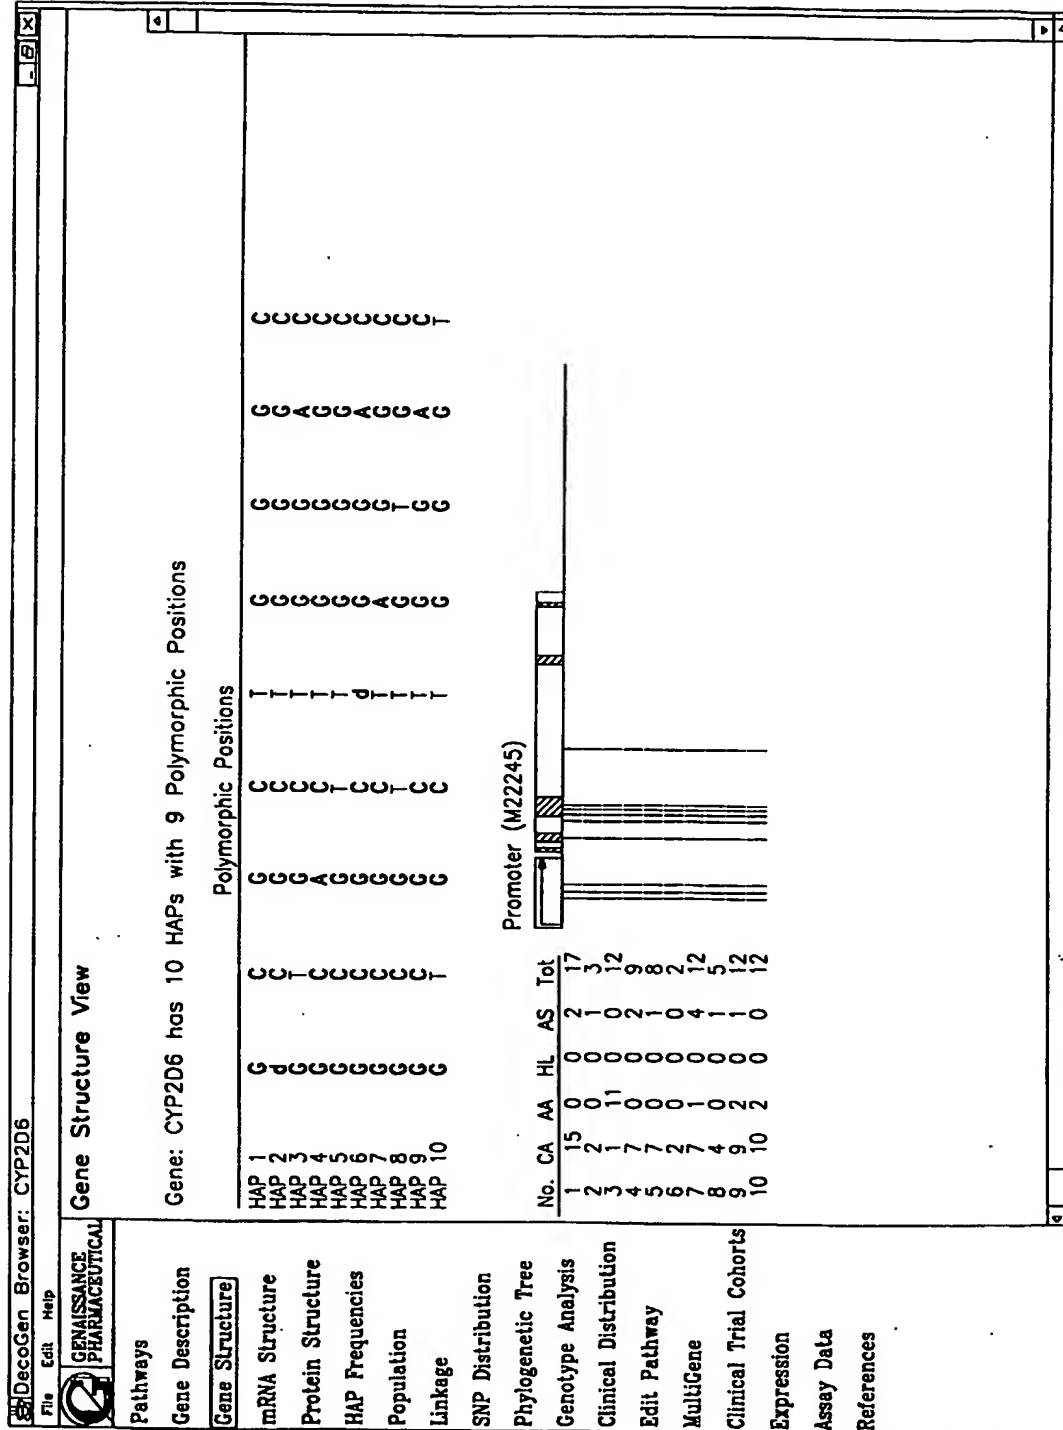 DecoGen Browser: CYP2D6
File Edit Help
GENAISSANCE
PHARMACEUTICAL
Pathways
Gene Description
Gene Structure
mRNA Structure
Protein Structure
HAP Frequencies
Population
Linkage
SNP Distribution
Phylogenetic Tree
Genotype Analysis
Clinical Distribution
Edit Pathway
MultiGene
Clinical Trial Cohorts
Expression
Assay Data
References
Gene Structure View
Gene: CYP2D6 has 10 HAPs with 9 Polymorphic Positions
Polymorphic Positions
HAP 1 G C G C T G G G C
HAP 2 d C G C T G G G C
HAP 3 G T G C T G G A C
HAP 4 G C A C T G G G C
HAP 5 G C G T T G G G C
HAP 6 G C G C d G G A C
HAP 7 G C G C T A G G C
HAP 8 G C G T T G T G C
HAP 9 G C G C T G G A C
HAP 10 G T G C T G G G T
Promoter (M22245)
No. CA AA HL AS Tot
1 15 0 0 2 17
2 2 0 0 1 3
3 1 11 0 0 12
4 7 0 0 2 9
5 7 0 0 1 8
6 2 0 0 0 2
7 7 1 0 4 12
8 4 0 0 1 5
9 9 2 0 1 12
10 10 2 0 0 12